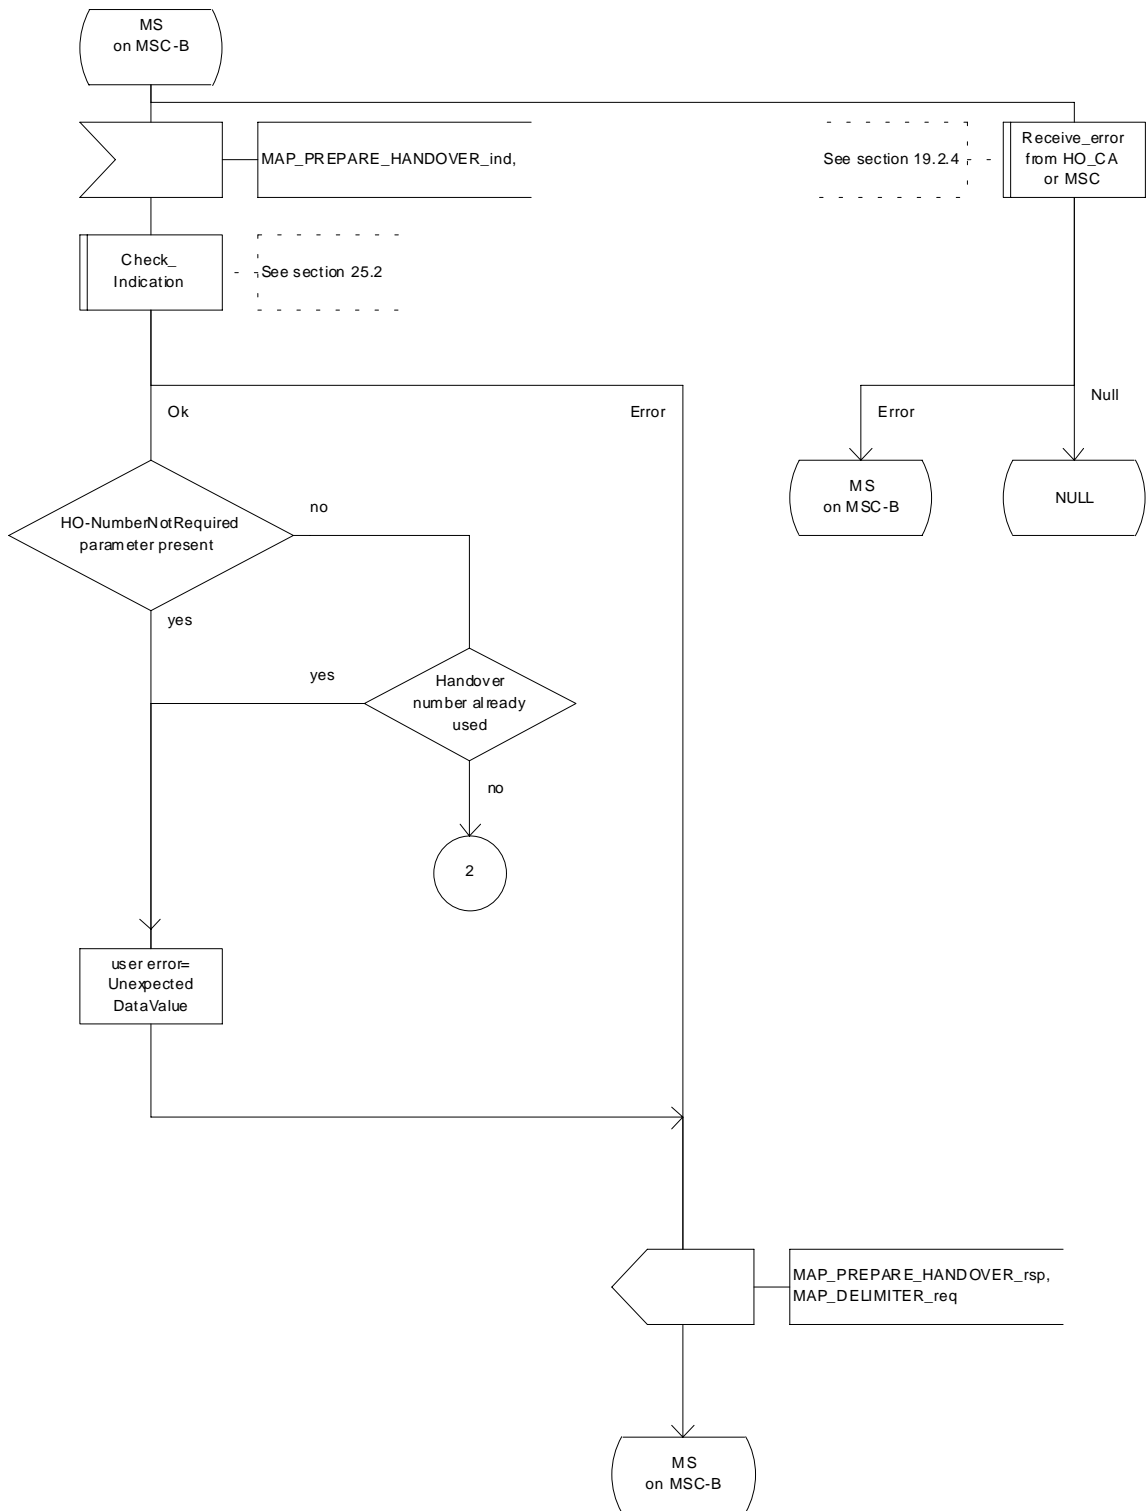 MS
on MSC-B
MAP_PREPARE_HANDOVER_ind,
See section 19.2.4
Receive_error
from HO_CA
or MSC
Check_
Indication
See section 25.2
Ok
Error
Error
Null
MS
on MSC-B
NULL
HO-NumberNotRequired
parameter present
no
yes
yes
Handover
number already
used
no
2
user error=
Unexpected
DataValue
MAP_PREPARE_HANDOVER_rsp,
MAP_DELIMITER_req
MS
on MSC-B